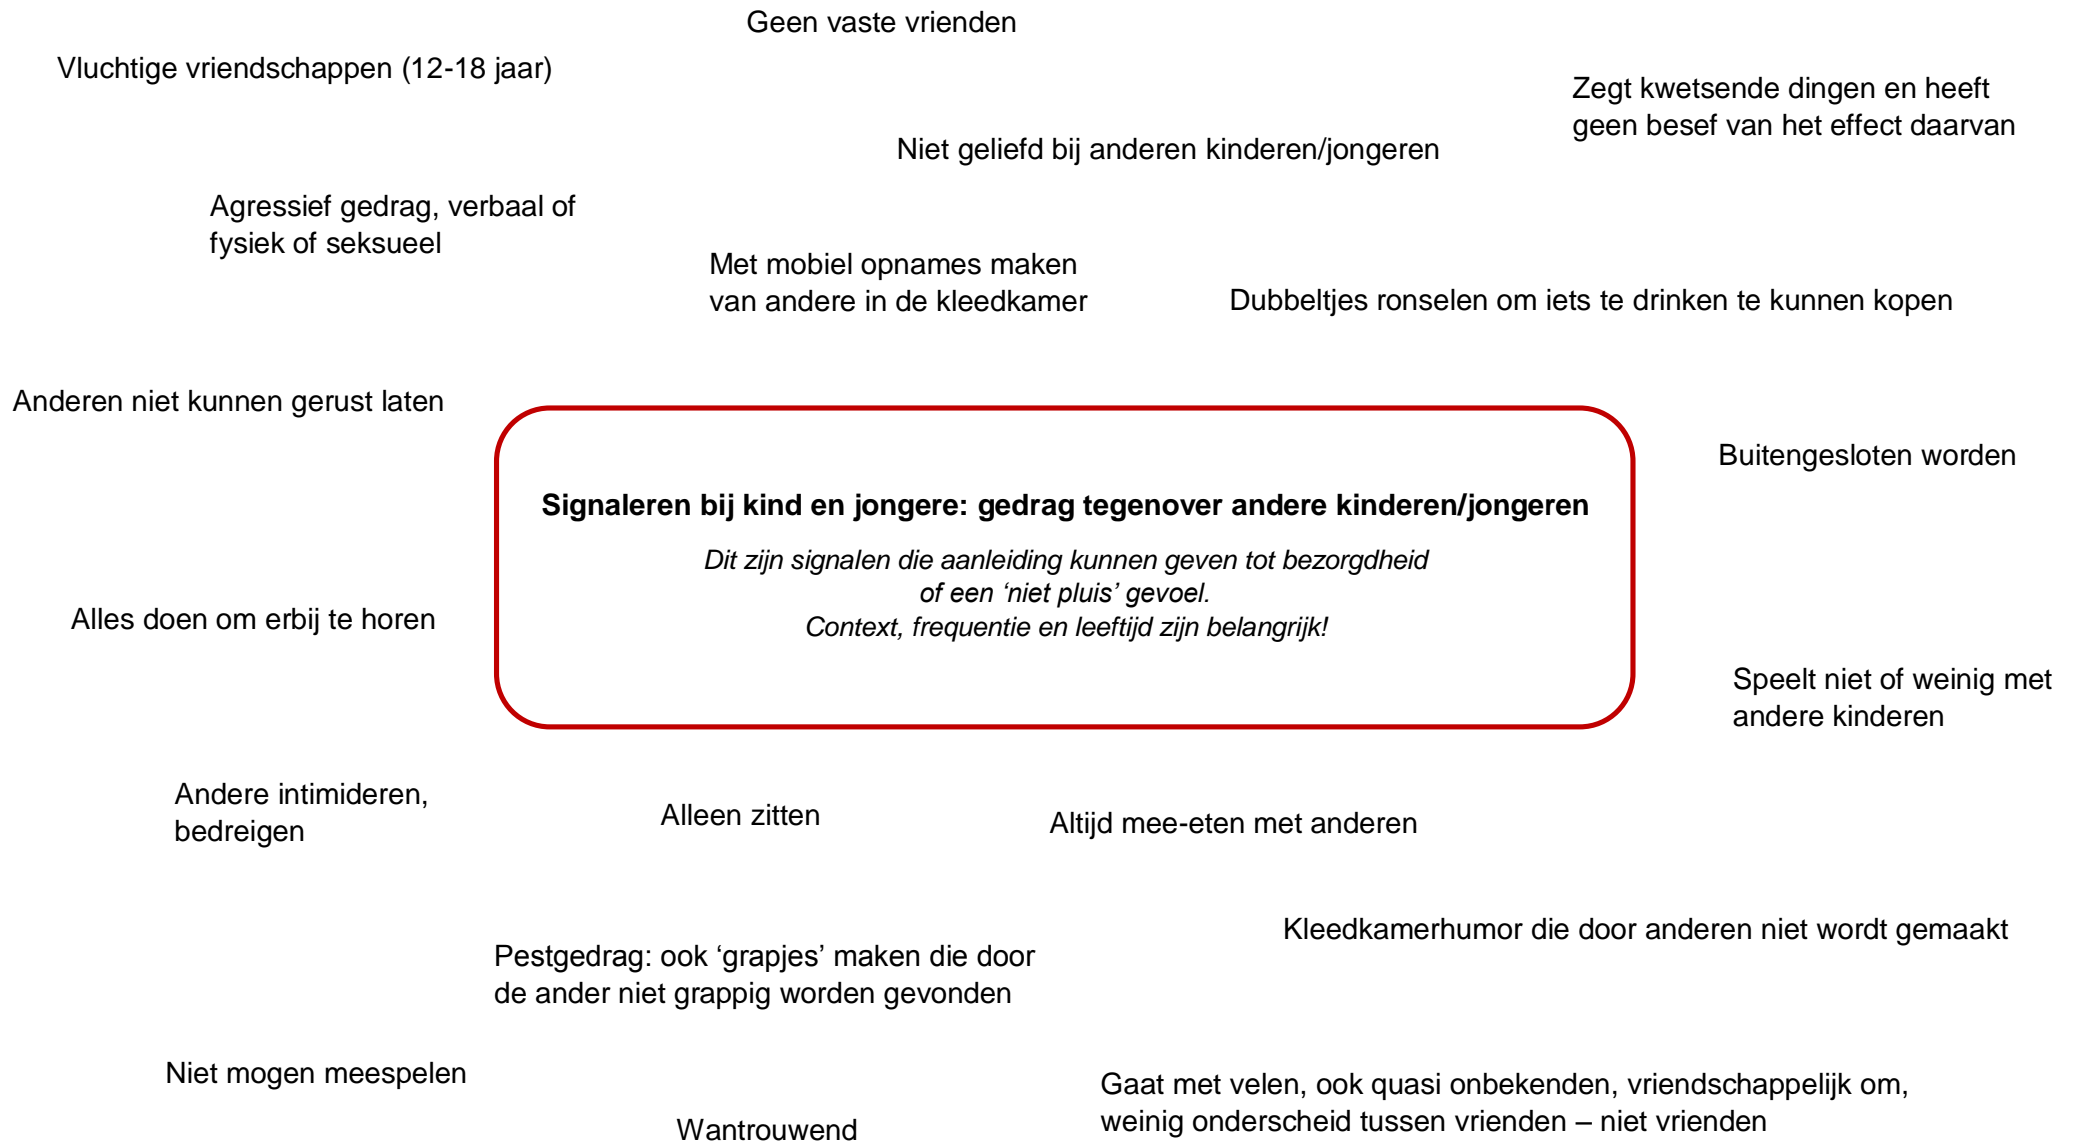 Geen vaste vrienden
Vluchtige vriendschappen (12-18 jaar)
Zegt kwetsende dingen en heeft
geen besef van het effect daarvan
Niet geliefd bij anderen kinderen/jongeren
Agressief gedrag, verbaal of
fysiek of seksueel
Met mobiel opnames maken
van andere in de kleedkamer
Dubbeltjes ronselen om iets te drinken te kunnen kopen
Anderen niet kunnen gerust laten
Buitengesloten worden
Signaleren bij kind en jongere: gedrag tegenover andere kinderen/jongeren
Dit zijn signalen die aanleiding kunnen geven tot bezorgdheid
of een ‘niet pluis’ gevoel.
Context, frequentie en leeftijd zijn belangrijk!
Alles doen om erbij te horen
Speelt niet of weinig met
andere kinderen
Andere intimideren,
bedreigen
Alleen zitten
Altijd mee-eten met anderen
Kleedkamerhumor die door anderen niet wordt gemaakt
Pestgedrag: ook ‘grapjes’ maken die door
de ander niet grappig worden gevonden
Niet mogen meespelen
Gaat met velen, ook quasi onbekenden, vriendschappelijk om,
weinig onderscheid tussen vrienden – niet vrienden
Wantrouwend